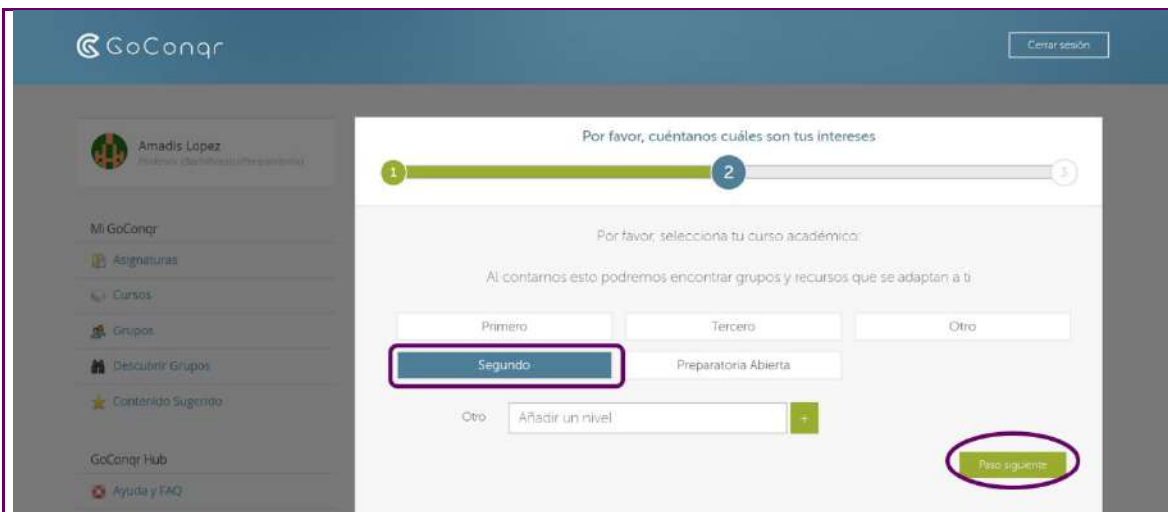 GoConqr
Cerrar sesión
Amadis Lopez
Por favor, cuéntanos cuáles son tus intereses
1
2
3
Mi GoConqr
Asignaturas
Cursos
Grupos
Descubrir Grupos
Contenido Sugerido
GoConqr Hub
Ayuda y FAQ
Por favor, selecciona tu curso académico:
Al contarnos esto podremos encontrar grupos y recursos que se adaptan a ti
Primero
Tercero
Otro
Segundo
Preparatoria Abierta
Otro
Añadir un nivel
+
Paso siguiente